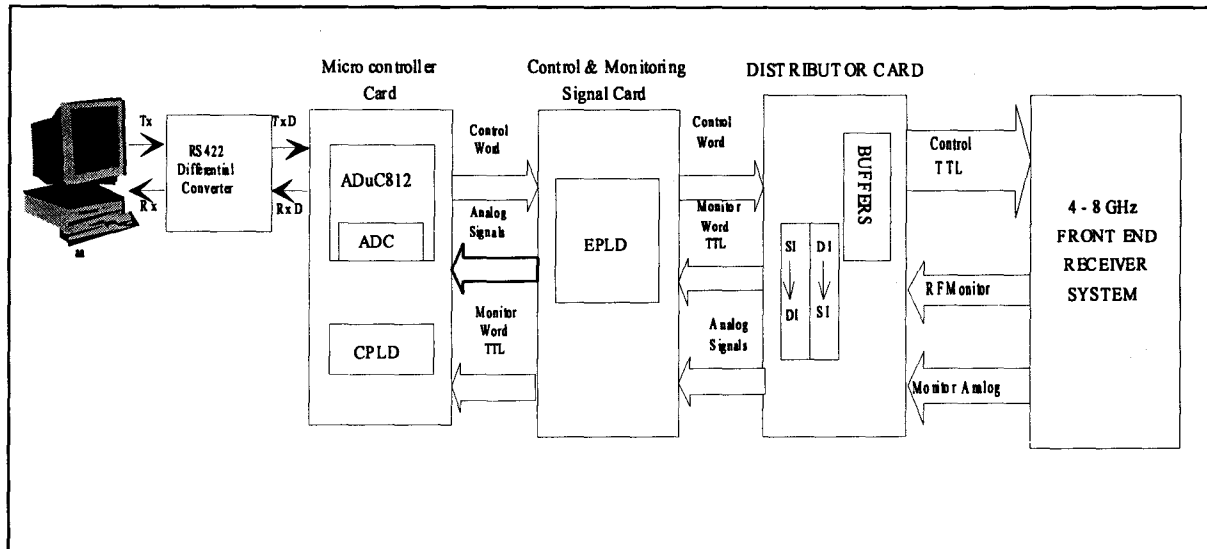 Micro controller
Card
Control & Monitoring
Signal Card
DISTRIBUTOR CARD
Tx
Rx
RS422
Differential
Converter
TxD
RxD
ADuC812
ADC
CPLD
Control
Word
Analog
Signals
Monitor
Word
TTL
EPLD
Control
Word
Monitor
Word
TTL
Analog
Signals
BUFFERS
SI
DI
DI
SI
Control
TTL
RF Monitor
Monitor Analog
4 - 8 GHz
FRONT END
RECEIVER
SYSTEM